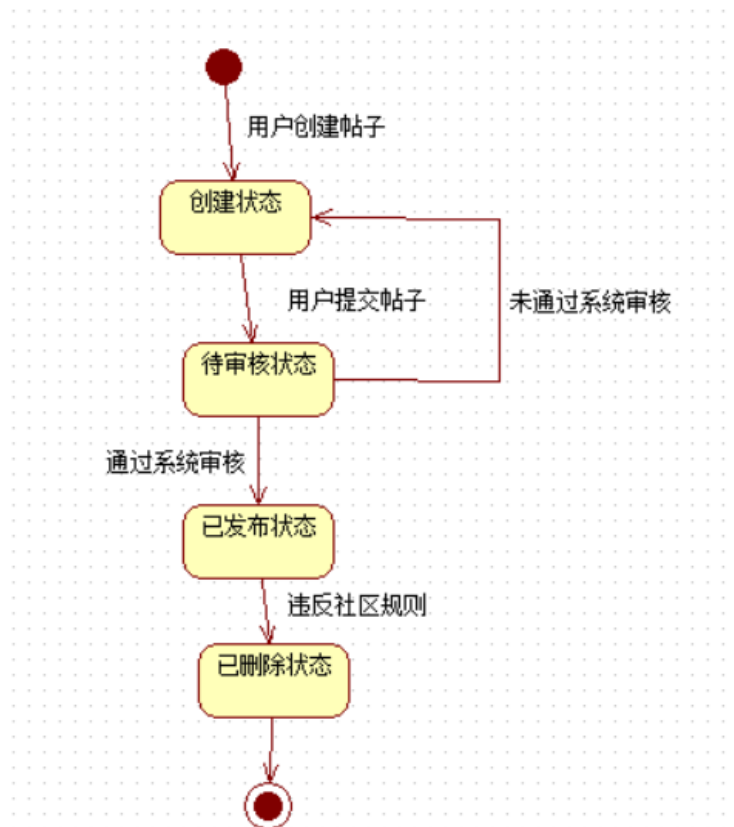 用户创建帖子
创建状态
用户提交帖子
未通过系统审核
待审核状态
通过系统审核
已发布状态
违反社区规则
已删除状态